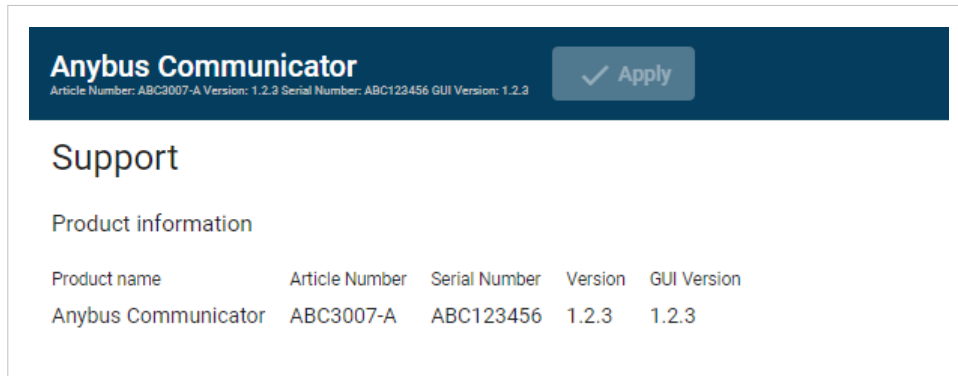 Anybus Communicator
Article Number: ABC3007-A Version: 1.2.3 Serial Number: ABC123456 GUI Version: 1.2.3
Apply
Support
Product information
Product name Article Number Serial Number Version GUI Version
Anybus Communicator ABC3007-A ABC123456 1.2.3 1.2.3